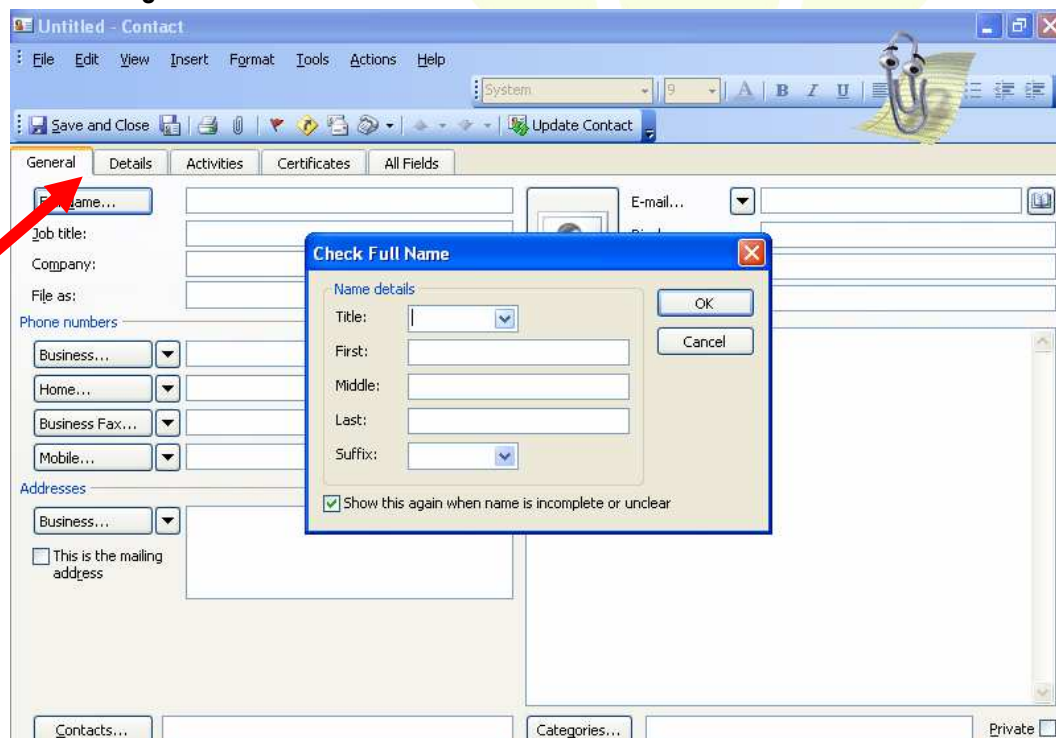 Untitled - Contact
File Edit View Insert Format Tools Actions Help
System 9 A B I U
Save and Close Update Contact
General Details Activities Certificates All Fields
E-mail...
Job title:
Company:
File as:
Phone numbers
Business...
Home...
Business Fax...
Mobile...
Addresses
Business...
This is the mailing
address
Check Full Name
Name details
Title:
First:
Middle:
Last:
Suffix:
OK
Cancel
Show this again when name is incomplete or unclear
Contacts... Categories... Private